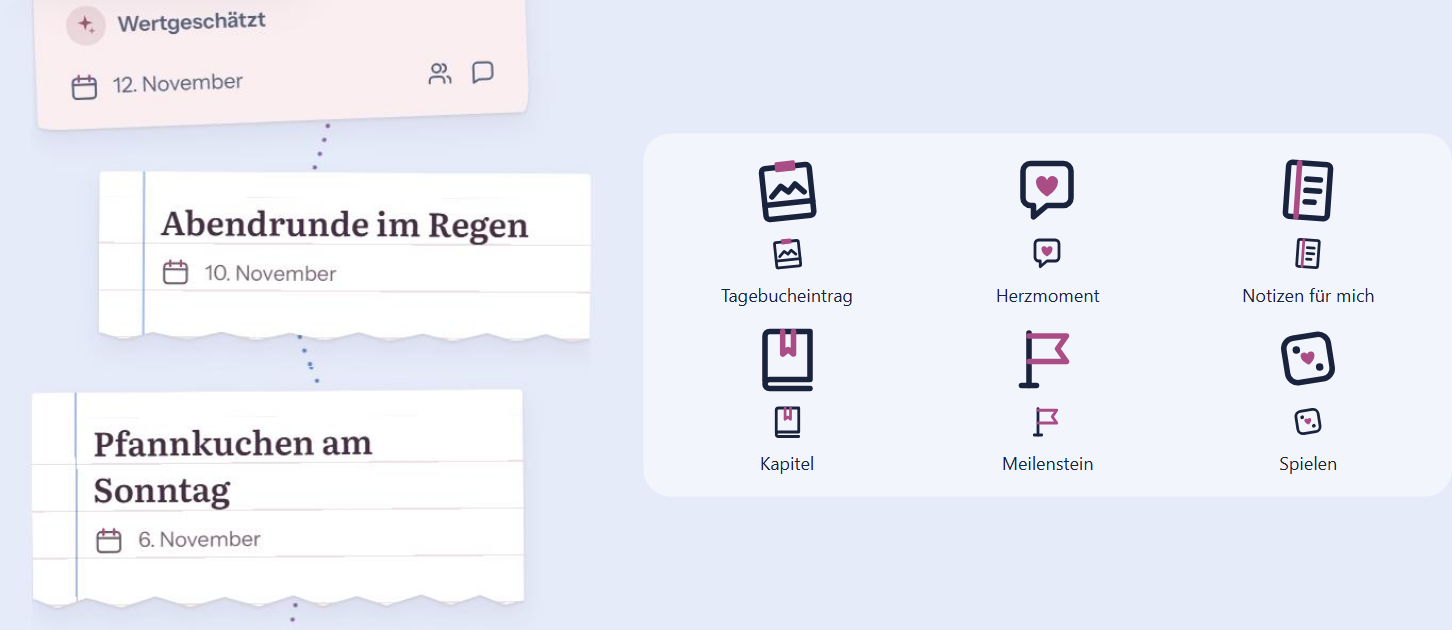 Wertgeschätzt
12. November
Abendrunde im Regen
10. November
Pfannkuchen am
Sonntag
6. November
Tagebucheintrag
Herzmoment
Notizen für mich
Kapitel
Meilenstein
Spielen